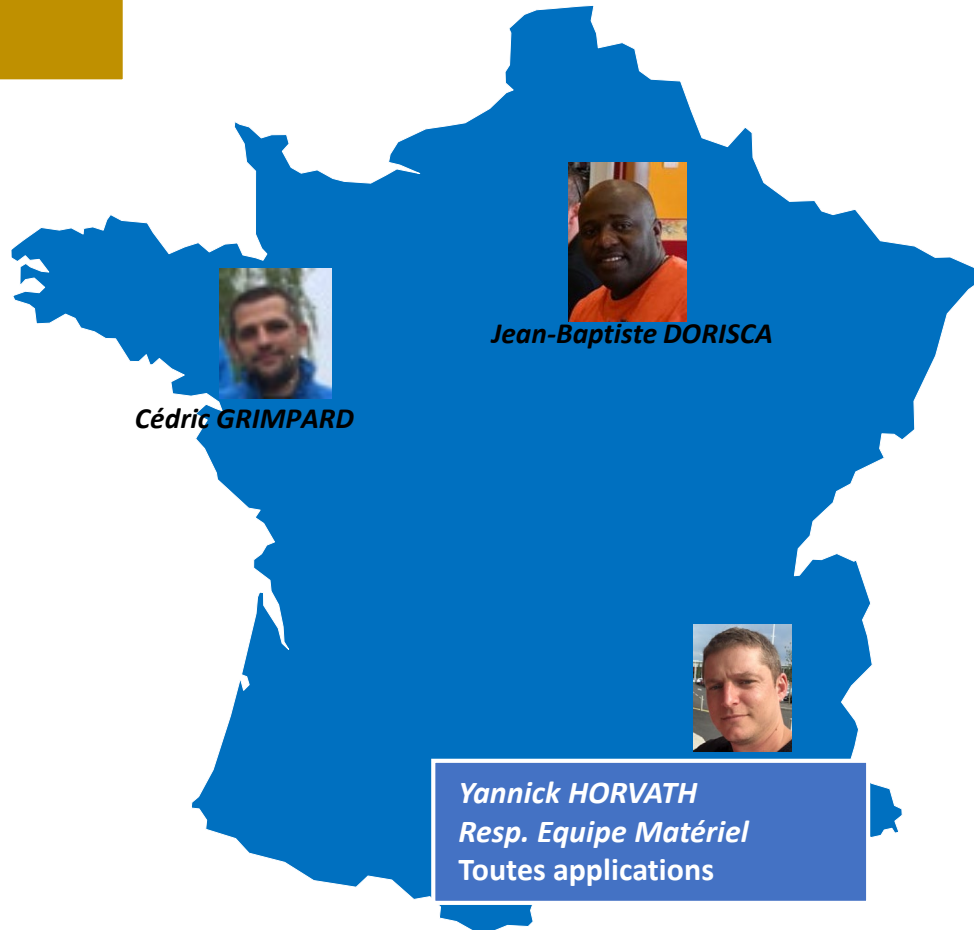 Jean-Baptiste DORISCA
Cédric GRIMPARD
Yannick HORVATH
Resp. Equipe Matériel
Toutes applications